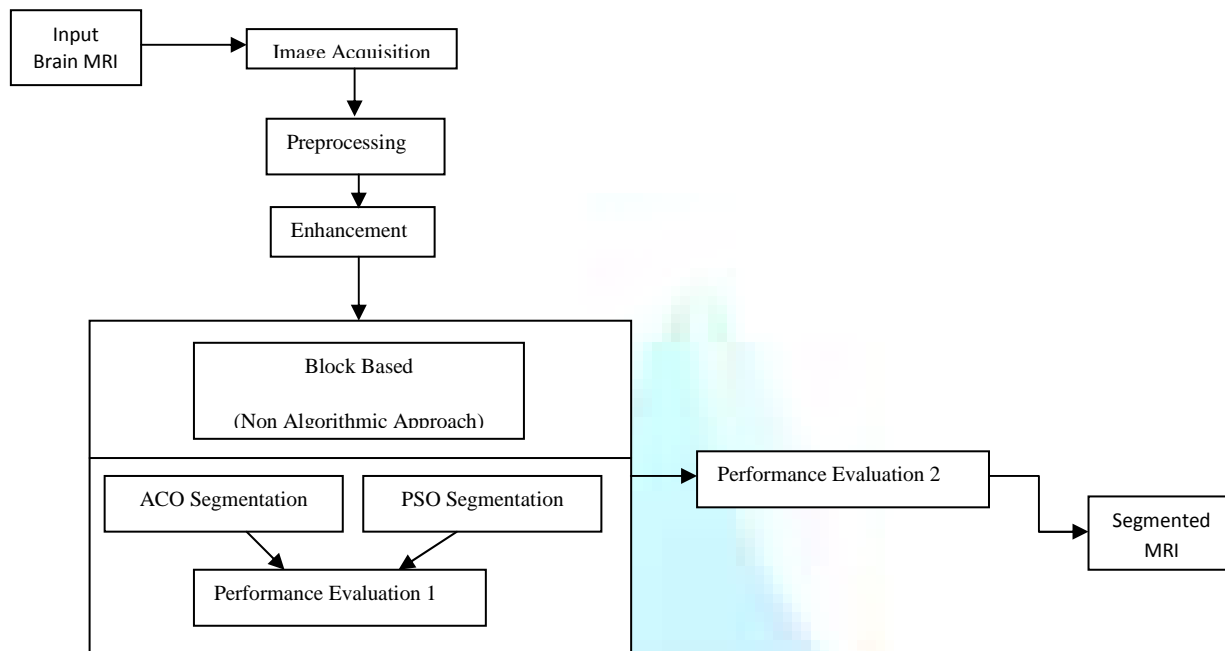 Input
Brain MRI
Image Acquisition
Preprocessing
Enhancement
Block Based
(Non Algorithmic Approach)
ACO Segmentation
PSO Segmentation
Performance Evaluation 1
Performance Evaluation 2
Segmented
MRI